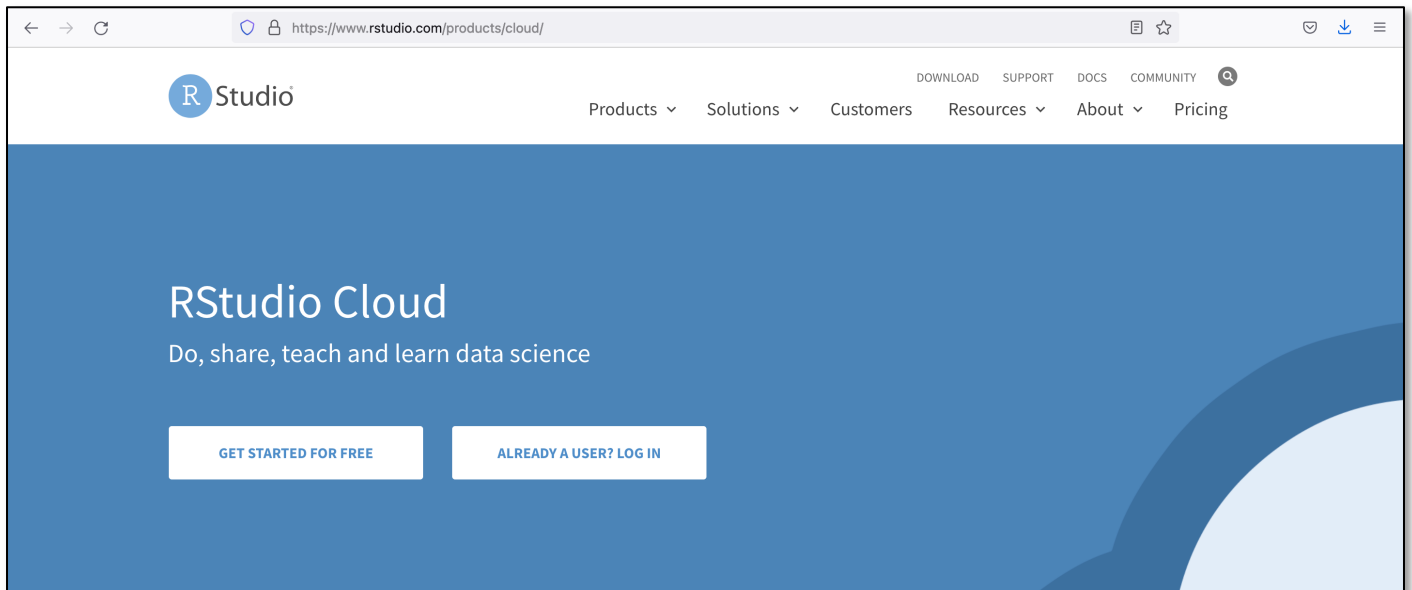 https://www.rstudio.com/products/cloud/
DOWNLOAD SUPPORT DOCS COMMUNITY
R Studio
Products Solutions Customers Resources About Pricing
RStudio Cloud
Do, share, teach and learn data science
GET STARTED FOR FREE ALREADY A USER? LOG IN